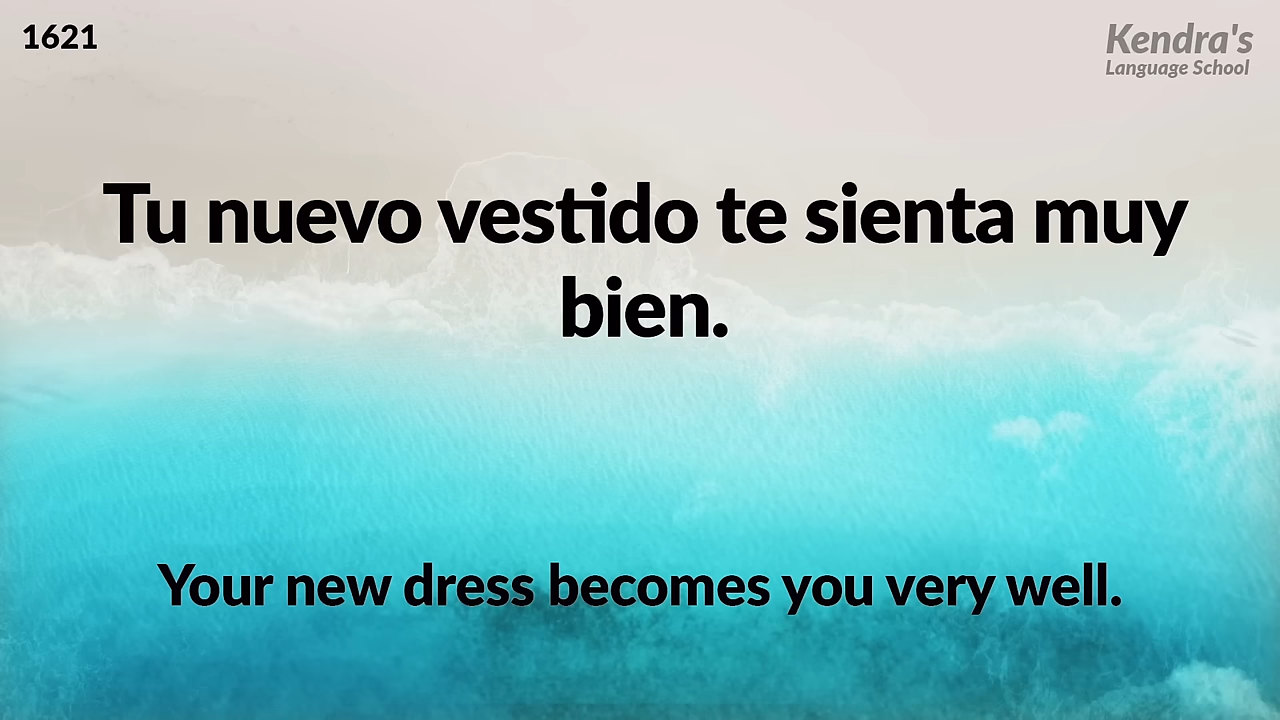 1621
Kendra's
Language School
Tu nuevo vestido te sienta muy
bien.
Your new dress becomes you very well.